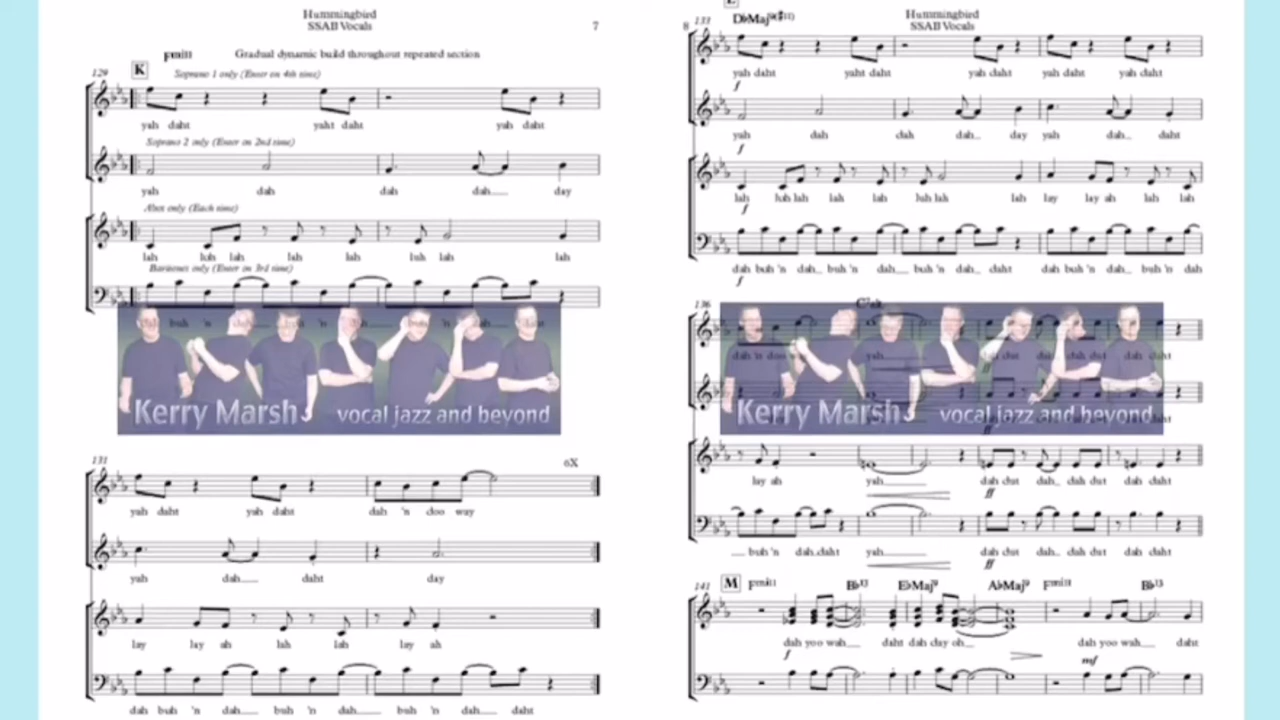 Hummingbird
SSAB Vocals
7
K
Fmi11
Gradual dynamic build throughout repeated section
129
Soprano 1 only (Enter on 4th time)
yah daht yaht daht yah daht
Soprano 2 only (Enter on 2nd time)
yah dah dah dah day
Altos only (Each time)
lah luh lah lah lah luh lah lah
Baritones only (Enter on 3rd time)
Kerry Marsh
vocal jazz and beyond
131
6X
yah daht yah daht dah 'n doo way
yah dah daht day
lay lay ah lah lah lay ah
dah buh 'n dah buh 'n dah buh 'n dah daht
Hummingbird
SSAB Vocals
8
133
yah daht yaht daht yah daht yah daht yah daht
f
yah dah dah dah day yah dah daht
f
lah luh lah lah lah luh lah lah lay lay ah lah lah
f
dah buh 'n dah buh 'n dah buh 'n dah daht dah buh 'n dah buh 'n dah
f
136
Kerry Marsh
vocal jazz and beyond
lay ah yah dah dut dah dah dut dah daht
ff
buh 'n dah daht yah dah dut dah dah dut dah daht
ff
141
M
Fmi11 Bb13 EbMaj9 AbMaj9 Fmi11 Bb13
dah yoo wah daht dah day oh dah yoo wah daht
f
mf